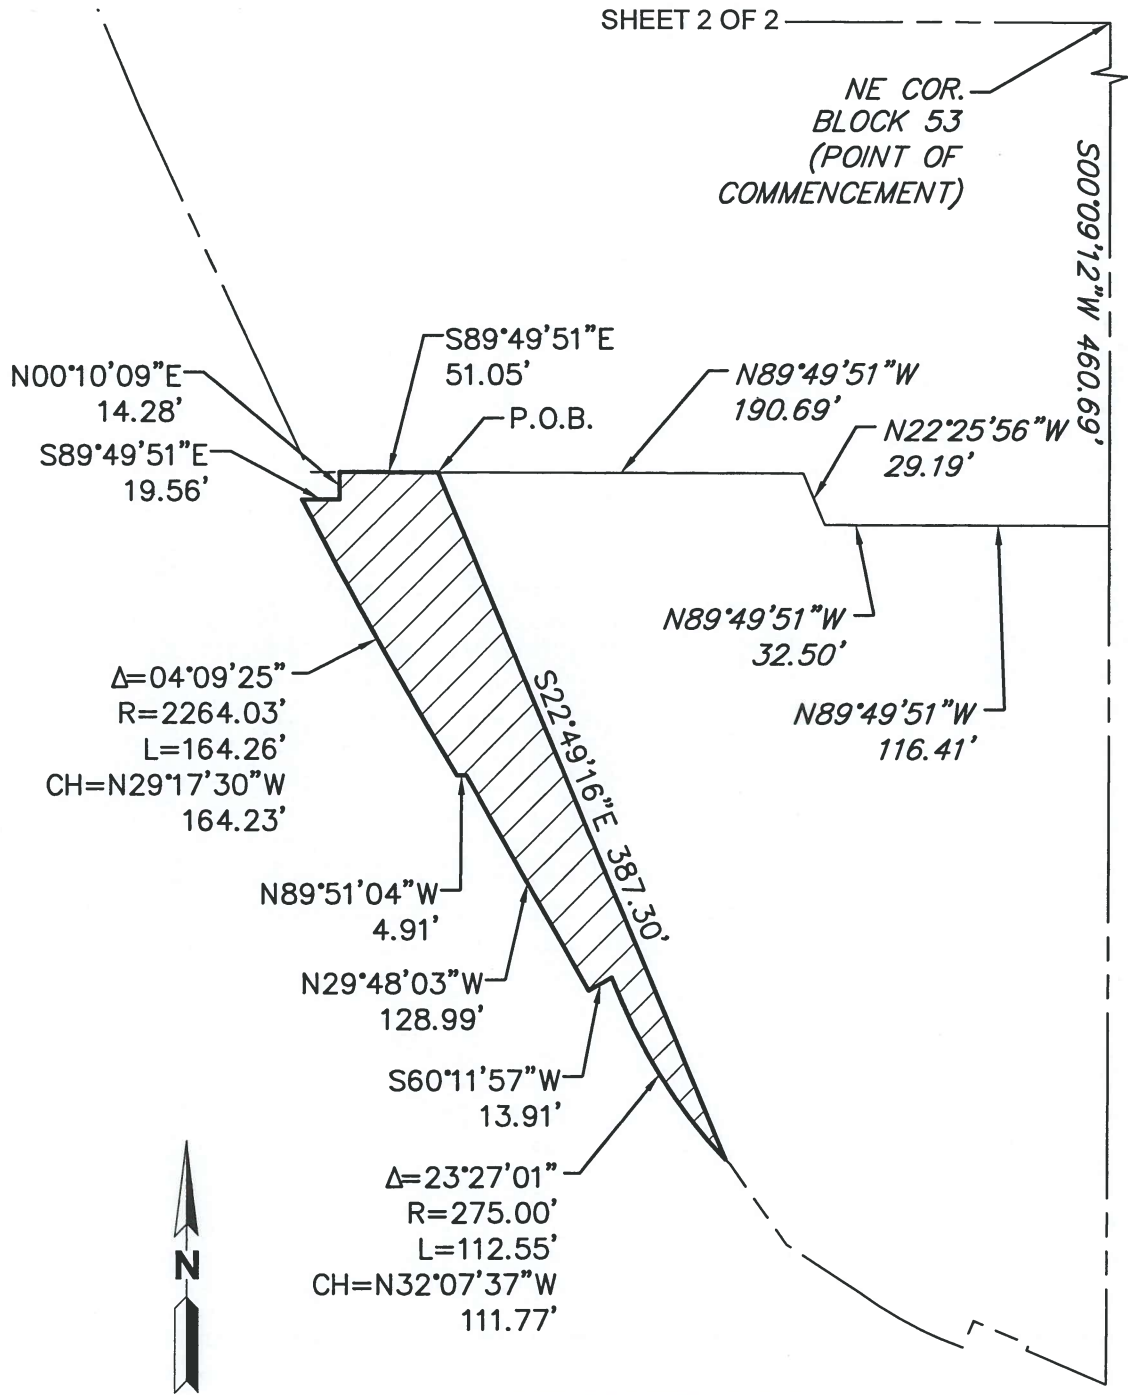 SHEET 2 OF 2
NE COR.
BLOCK 53
(POINT OF
COMMENCEMENT)
S00°09'12"W 460.69'
S89°49'51"E
51.05'
N00°10'09"E
14.28'
P.O.B.
N89°49'51"W
190.69'
N22°25'56"W
29.19'
S89°49'51"E
19.56'
N89°49'51"W
32.50'
N89°49'51"W
116.41'
Δ=04°09'25"
R=2264.03'
L=164.26'
CH=N29°17'30"W
164.23'
S22°49'16"E 387.30'
N89°51'04"W
4.91'
N29°48'03"W
128.99'
S60°11'57"W
13.91'
Δ=23°27'01"
R=275.00'
L=112.55'
CH=N32°07'37"W
111.77'
N